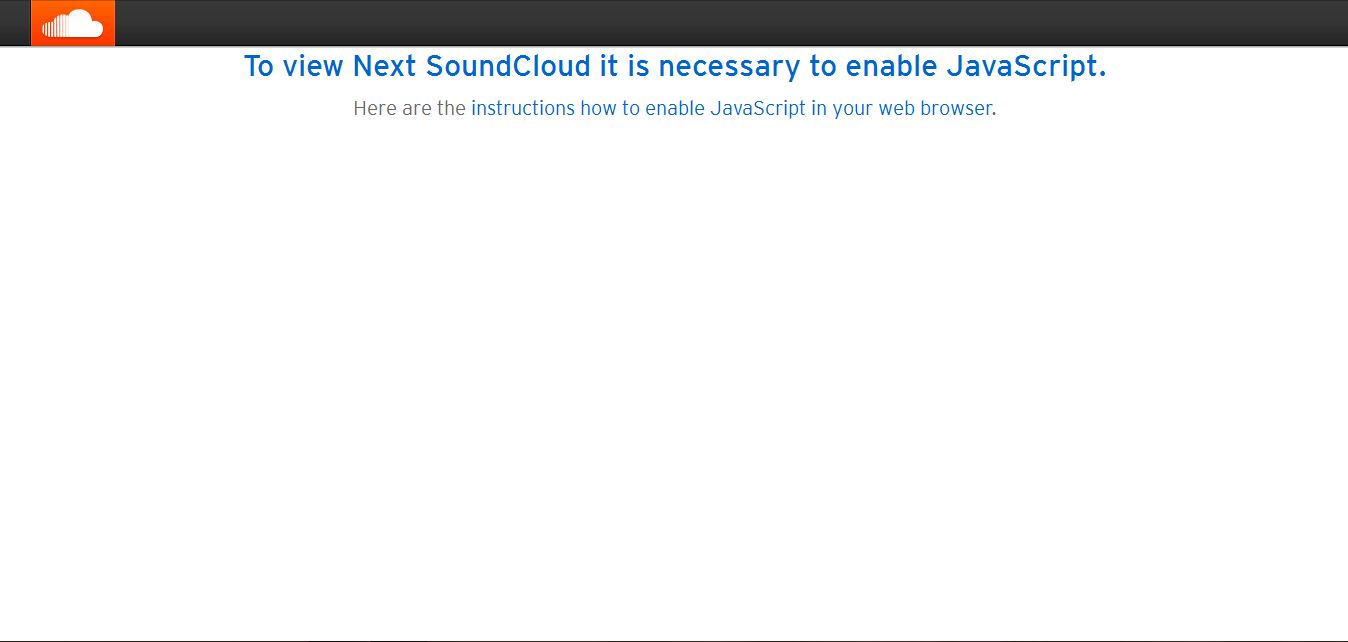 To view Next SoundCloud it is necessary to enable JavaScript.
Here are the instructions how to enable JavaScript in your web browser.